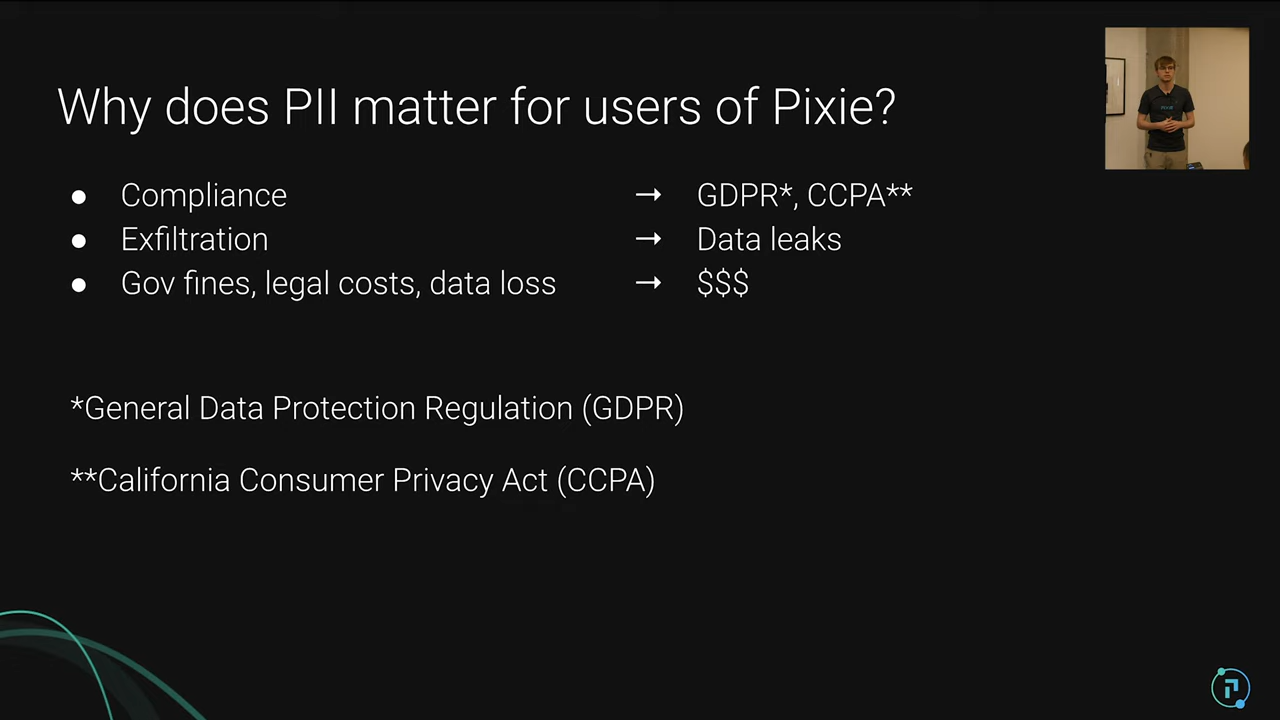 Why does PII matter for users of Pixie?
● Compliance → GDPR*, CCPA**
● Exfiltration → Data leaks
● Gov fines, legal costs, data loss → $$$
*General Data Protection Regulation (GDPR)
**California Consumer Privacy Act (CCPA)